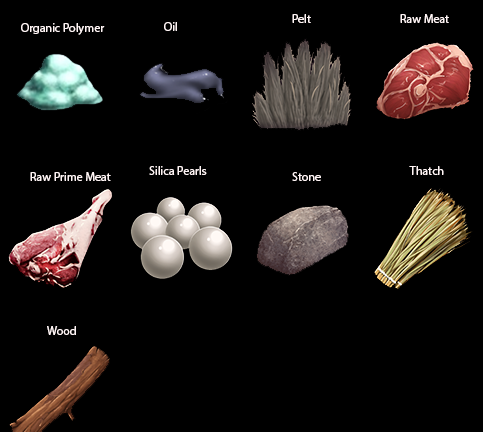 Organic Polymer
Oil
Pelt
Raw Meat
Raw Prime Meat
Silica Pearls
Stone
Thatch
Wood